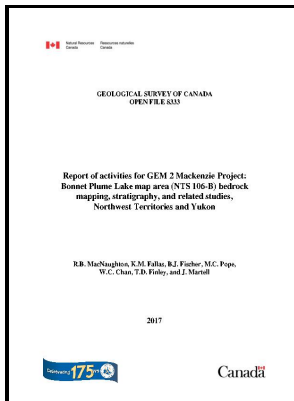 Natural Resources Ressources naturelles
Canada Canada
GEOLOGICAL SURVEY OF CANADA
OPEN FILE 8333
Report of activities for GEM 2 Mackenzie Project:
Bonnet Plume Lake map area (NTS 106-B) bedrock
mapping, stratigraphy, and related studies,
Northwest Territories and Yukon
R.B. MacNaughton, K.M. Fallas, B.J. Fischer, M.C. Pope,
W.C. Chan, T.D. Finley, and J. Martell
2017
Celebrating 175
Canada